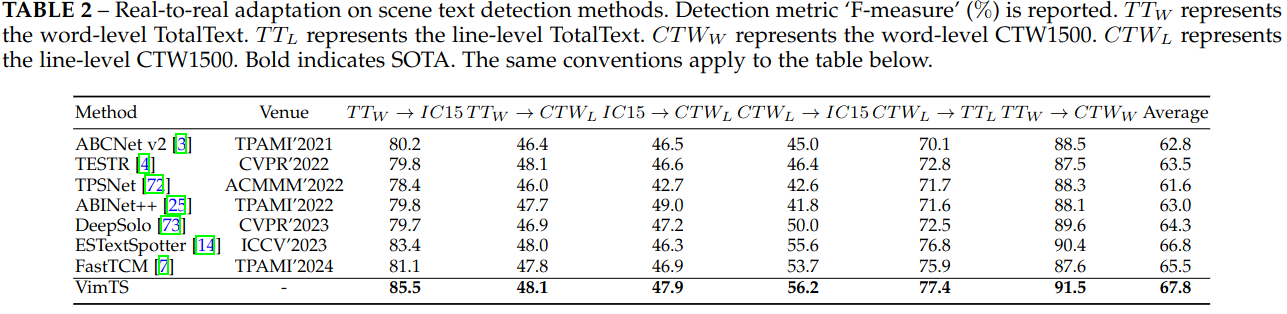 TABLE 2 – Real-to-real adaptation on scene text detection methods. Detection metric ‘F-measure’ (%) is reported. TT_W represents
the word-level TotalText. TT_L represents the line-level TotalText. CTW_W represents the word-level CTW1500. CTW_L represents
the line-level CTW1500. Bold indicates SOTA. The same conventions apply to the table below.
Method Venue TT_W → IC15 TT_W → CTW_L IC15 → CTW_L CTW_L → IC15 CTW_L → TT_L TT_W → CTW_W Average
ABCNet v2 [3] TPAMI’2021 80.2 46.4 46.5 45.0 70.1 88.5 62.8
TESTR [4] CVPR’2022 79.8 48.1 46.6 46.4 72.8 87.5 63.5
TPSNet [72] ACMMM’2022 78.4 46.0 42.7 42.6 71.7 88.3 61.6
ABINet++ [25] TPAMI’2022 79.8 47.7 49.0 41.8 71.6 88.1 63.0
DeepSolo [73] CVPR’2023 79.7 46.9 47.2 50.0 72.5 89.6 64.3
ESTextSpotter [14] ICCV’2023 83.4 48.0 46.3 55.6 76.8 90.4 66.8
FastTCM [7] TPAMI’2024 81.1 47.8 46.9 53.7 75.9 87.6 65.5
VimTS - 85.5 48.1 47.9 56.2 77.4 91.5 67.8